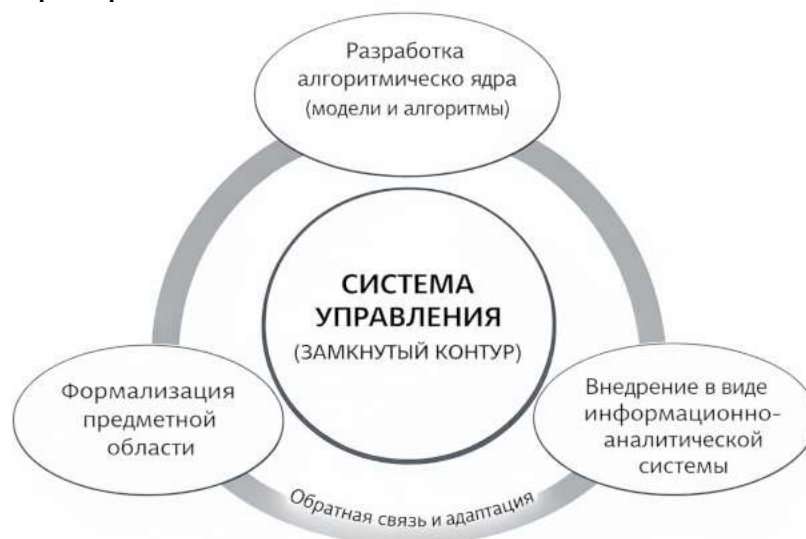 Разработка
алгоритмическо ядра
(модели и алгоритмы)
СИСТЕМА
УПРАВЛЕНИЯ
(ЗАМКНУТЫЙ КОНТУР)
Формализация
предметной
области
Внедрение в виде
информационно-
аналитической
системы
Обратная связь и адаптация